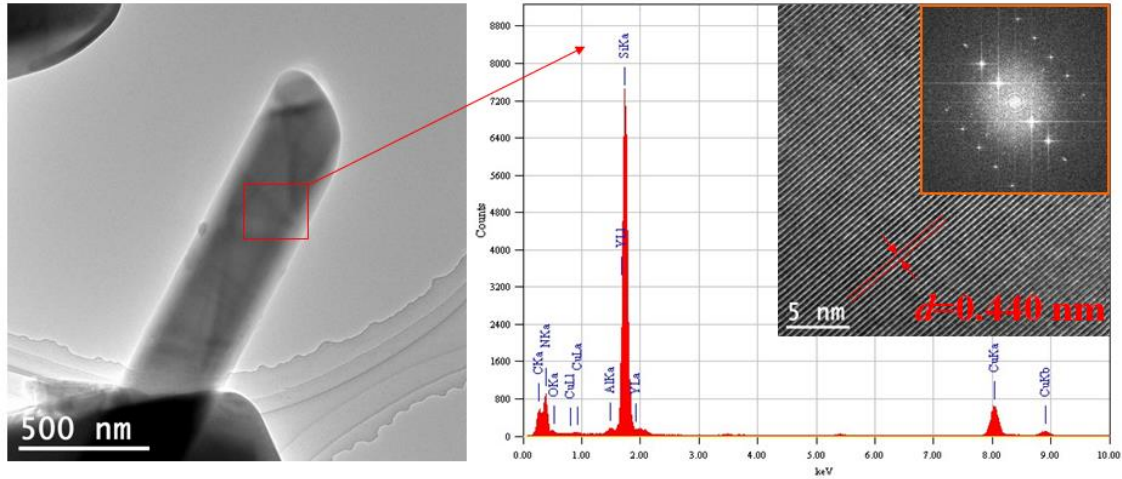 500 nm
Counts
8800
8000
7200
6400
5600
4800
4000
3200
2400
1600
800
0
CKa
NKa
OKa
CuLl
CuLa
AlKa
YLl
SiKa
YLa
CuKa
CuKb
0.00 1.00 2.00 3.00 4.00 5.00 6.00 7.00 8.00 9.00 10.00
keV
5 nm
d=0.440 nm